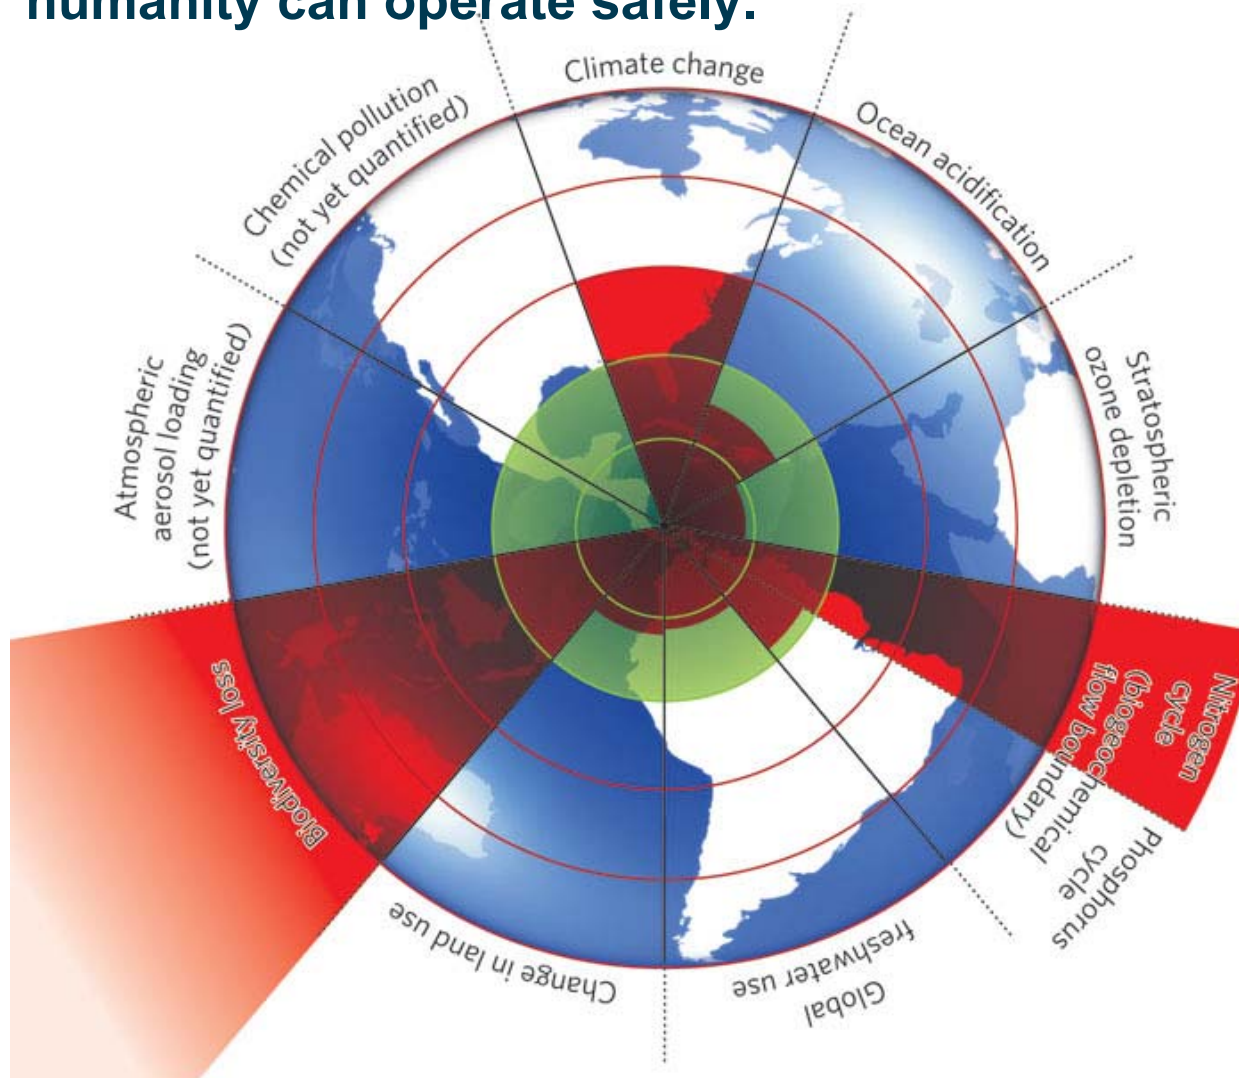 humanity can operate safely.
Climate change
Ocean acidification
Stratospheric
ozone depletion
Nitrogen
cycle
(biogeochemical
flow boundary)
Phosphorus
cycle
Global
freshwater use
Change in land use
Biodiversity loss
Atmospheric
aerosol loading
(not yet quantified)
Chemical pollution
(not yet quantified)